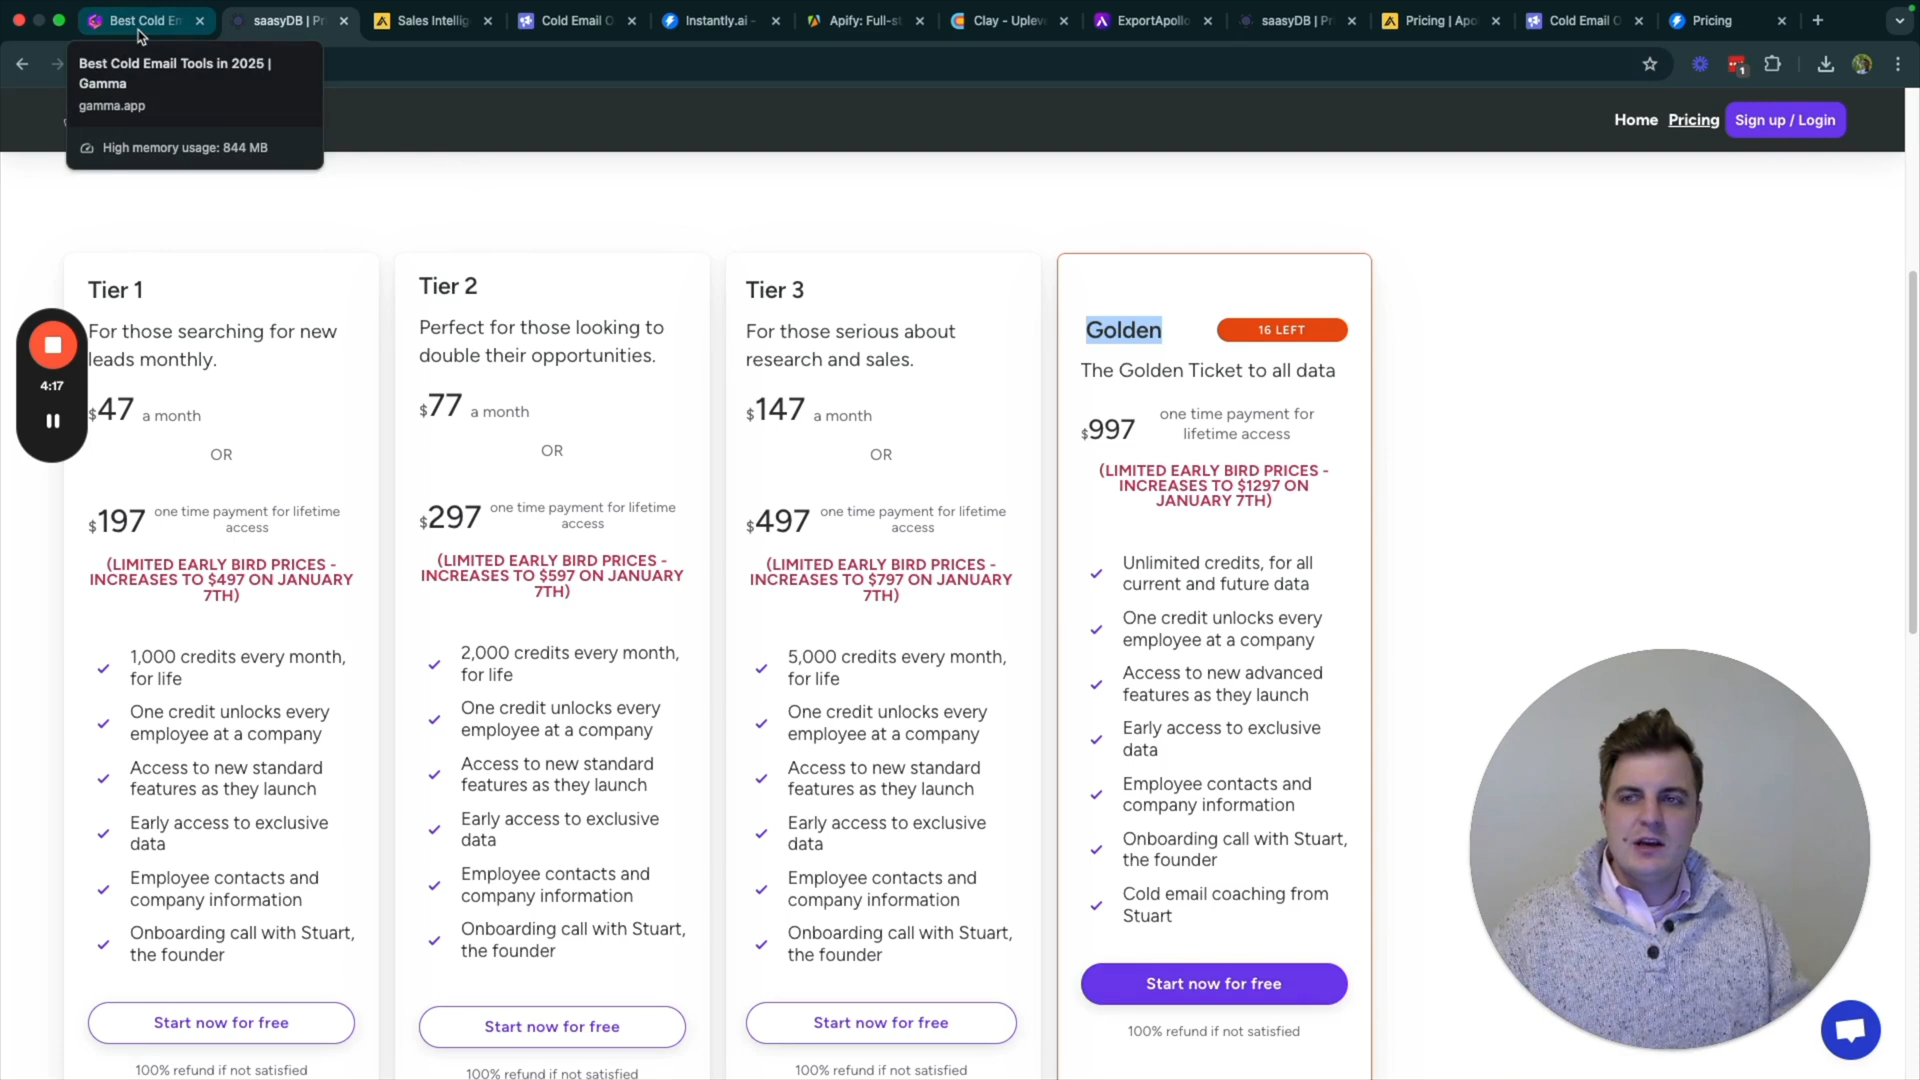 Best Cold En
saasyDB | Pri
Sales Intellig
Cold Email O
Instantly.ai -
Apify: Full-st
Clay - Upleve
ExportApollo
saasyDB | Pri
Pricing | Apo
Cold Email O
Pricing
Best Cold Email Tools in 2025 |
Gamma
gamma.app
High memory usage: 844 MB
1
Home
Pricing
Sign up / Login
4:17
Tier 1
For those searching for new
leads monthly.
$47 a month
OR
$197 one time payment for lifetime
access
(LIMITED EARLY BIRD PRICES -
INCREASES TO $497 ON JANUARY
7TH)
1,000 credits every month,
for life
One credit unlocks every
employee at a company
Access to new standard
features as they launch
Early access to exclusive
data
Employee contacts and
company information
Onboarding call with Stuart,
the founder
Start now for free
100% refund if not satisfied
Tier 2
Perfect for those looking to
double their opportunities.
$77 a month
OR
$297 one time payment for lifetime
access
(LIMITED EARLY BIRD PRICES -
INCREASES TO $597 ON JANUARY
7TH)
2,000 credits every month,
for life
One credit unlocks every
employee at a company
Access to new standard
features as they launch
Early access to exclusive
data
Employee contacts and
company information
Onboarding call with Stuart,
the founder
Start now for free
100% refund if not satisfied
Tier 3
For those serious about
research and sales.
$147 a month
OR
$497 one time payment for lifetime
access
(LIMITED EARLY BIRD PRICES -
INCREASES TO $797 ON JANUARY
7TH)
5,000 credits every month,
for life
One credit unlocks every
employee at a company
Access to new standard
features as they launch
Early access to exclusive
data
Employee contacts and
company information
Onboarding call with Stuart,
the founder
Start now for free
100% refund if not satisfied
Golden
16 LEFT
The Golden Ticket to all data
$997 one time payment for
lifetime access
(LIMITED EARLY BIRD PRICES -
INCREASES TO $1297 ON
JANUARY 7TH)
Unlimited credits, for all
current and future data
One credit unlocks every
employee at a company
Access to new advanced
features as they launch
Early access to exclusive
data
Employee contacts and
company information
Onboarding call with Stuart,
the founder
Cold email coaching from
Stuart
Start now for free
100% refund if not satisfied